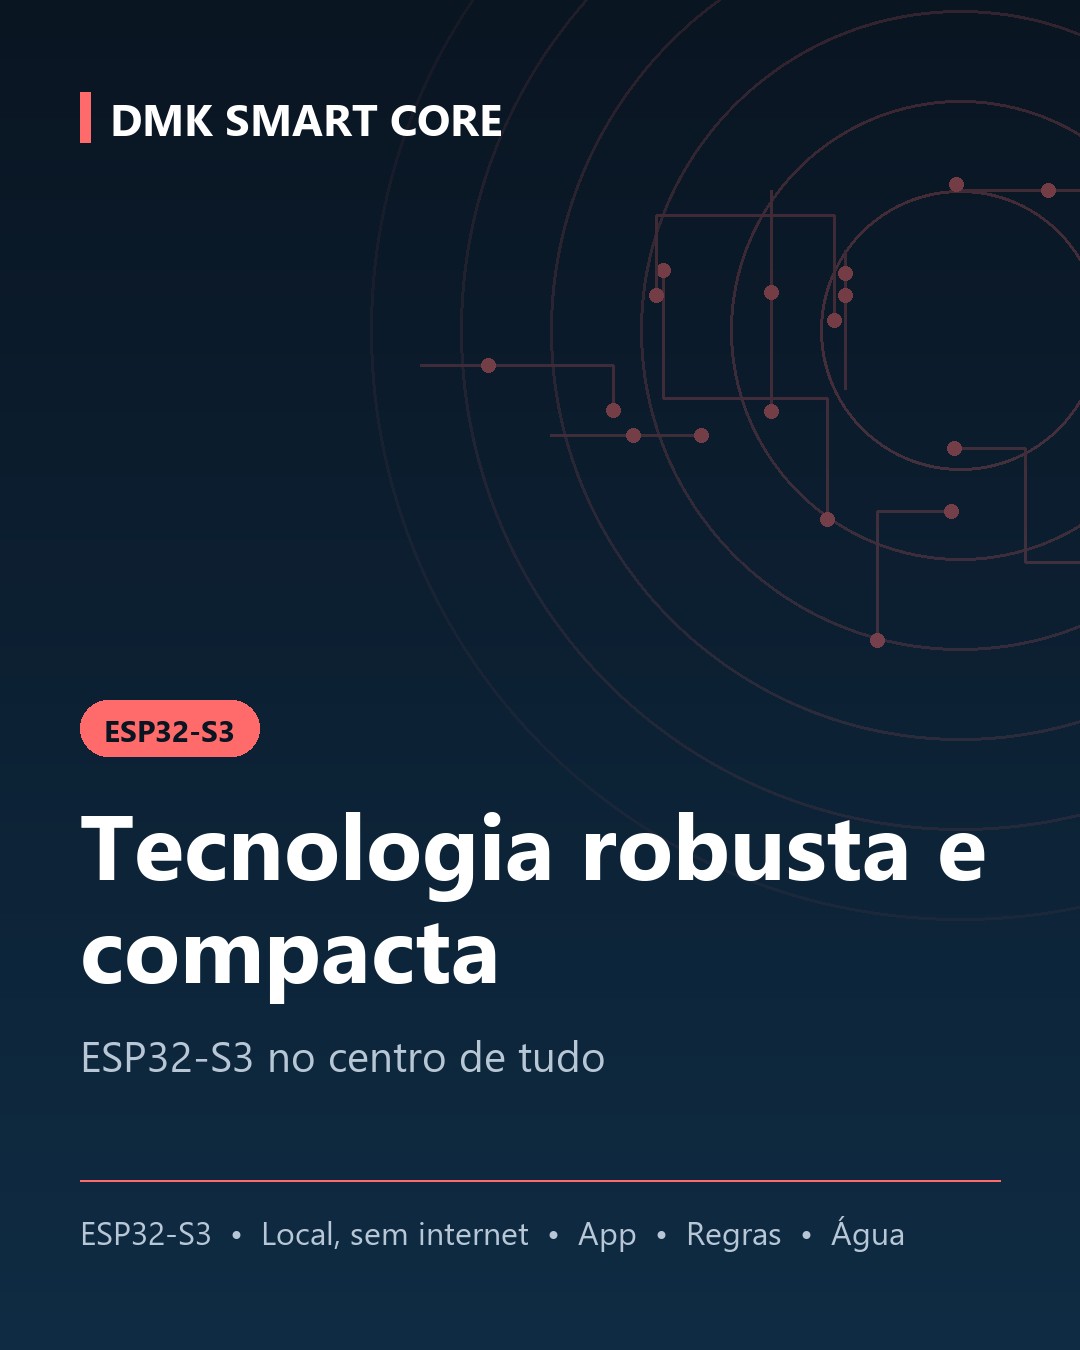 DMK SMART CORE
ESP32-S3
Tecnologia robusta e
compacta
ESP32-S3 no centro de tudo
ESP32-S3 • Local, sem internet • App • Regras • Água